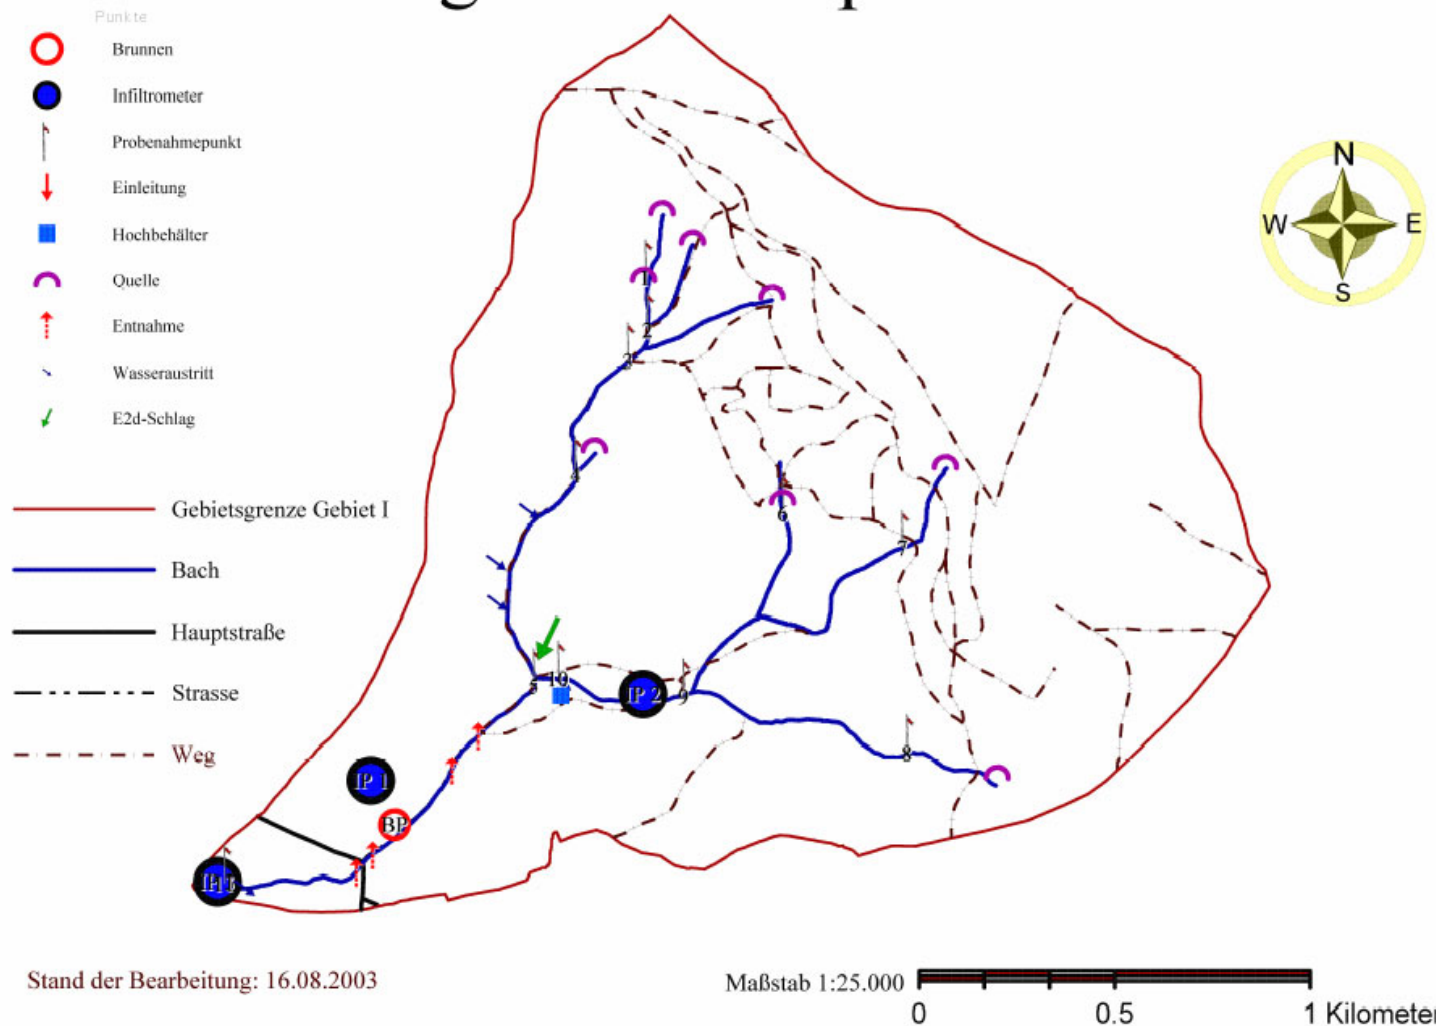 Punkte
Brunnen
Infiltrometer
Probenahmepunkt
Einleitung
Hochbehälter
Quelle
Entnahme
Wasseraustritt
E2d-Schlag
Gebietsgrenze Gebiet I
Bach
Hauptstraße
Strasse
Weg
N
W
E
S
1
2
3
4
6
7
5
10
IP 2
9
8
IP 1
BP
Stand der Bearbeitung: 16.08.2003
Maßstab 1:25.000
0
0.5
1 Kilometer